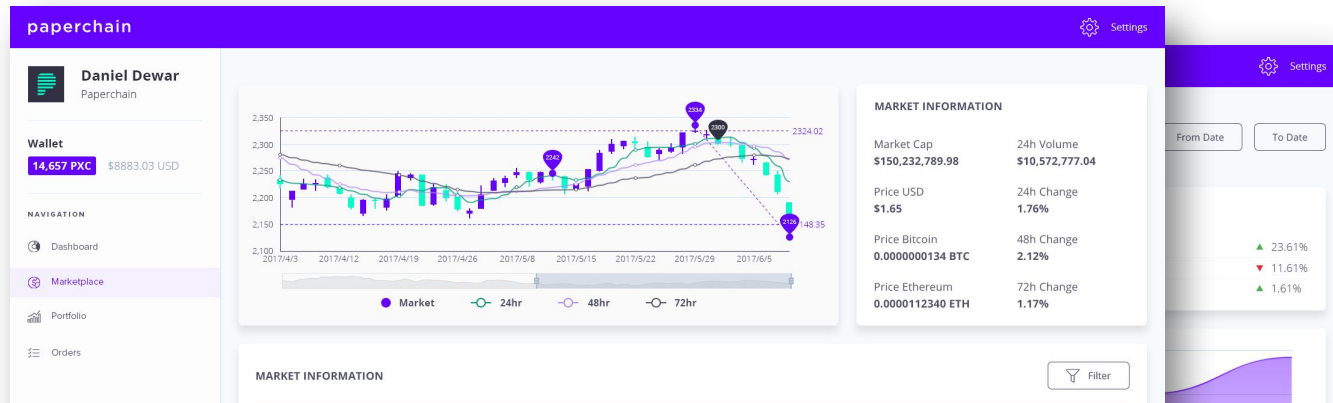 paperchain
Settings
Daniel Dewar
Paperchain
Wallet
14,657 PXC $8883.03 USD
NAVIGATION
Dashboard
Marketplace
Portfolio
Orders
2,350
2,300
2,250
2,200
2,150
2,100
2334
2300
2324.02
2242
2126
148.35
2017/4/3 2017/4/12 2017/4/19 2017/4/26 2017/5/8 2017/5/15 2017/5/22 2017/5/29 2017/6/5
Market 24hr 48hr 72hr
MARKET INFORMATION
Market Cap 24h Volume
$150,232,789.98 $10,572,777.04
Price USD 24h Change
$1.65 1.76%
Price Bitcoin 48h Change
0.0000000134 BTC 2.12%
Price Ethereum 72h Change
0.0000112340 ETH 1.17%
MARKET INFORMATION
Filter
Settings
From Date To Date
23.61%
11.61%
1.61%